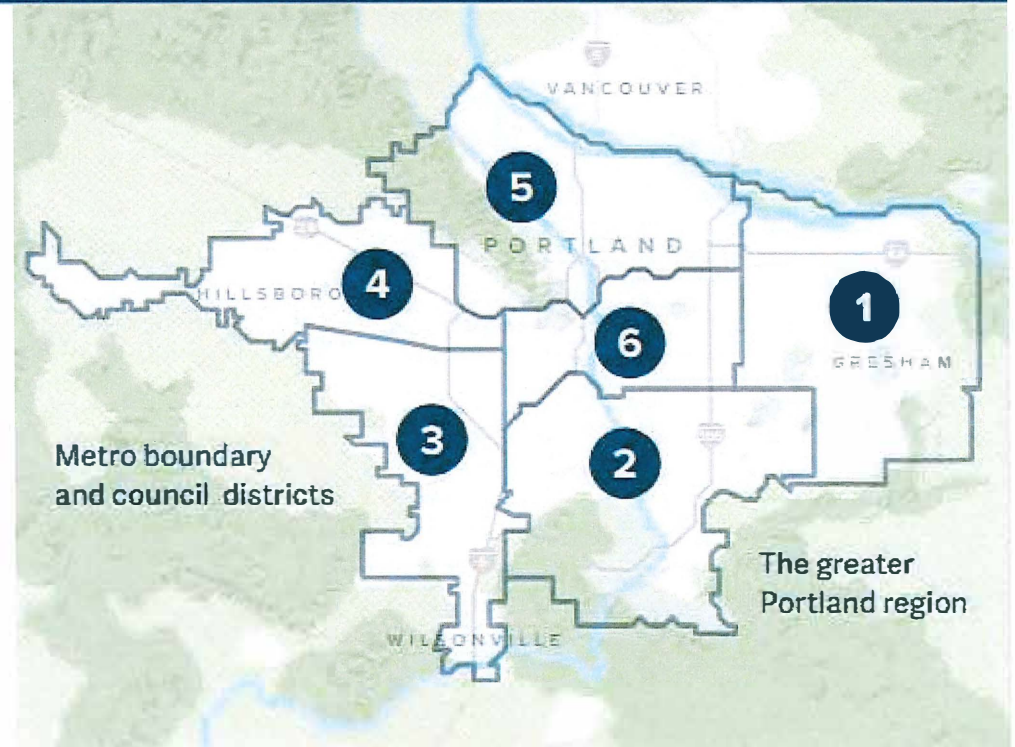 VANCOUVER
5
PORTLAND
4
HILLSBORO
1
6
GRESHAM
3
2
Metro boundary
and council districts
The greater
Portland region
WILSONVILLE